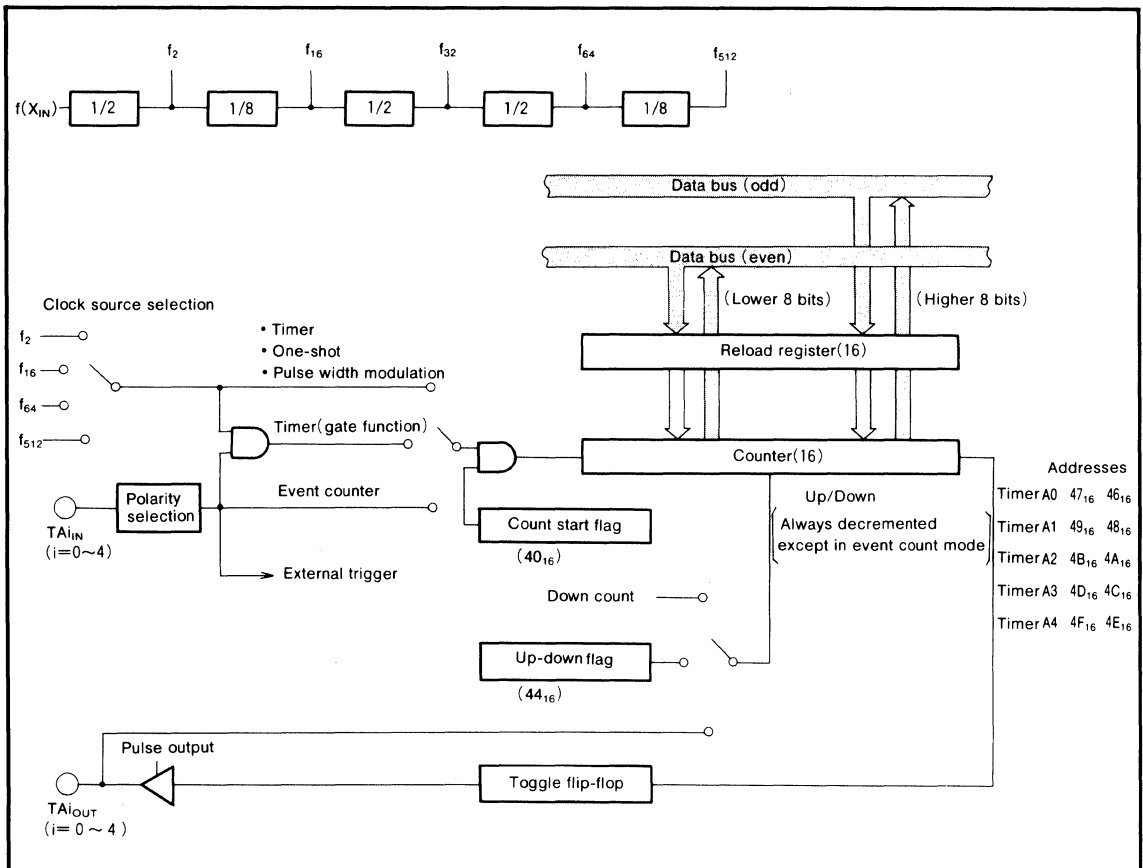 f₂ f₁₆ f₃₂ f₆₄ f₅₁₂
f(X_IN) 1/2 1/8 1/2 1/2 1/8
Data bus (odd)
Data bus (even)
(Lower 8 bits) (Higher 8 bits)
Clock source selection
f₂
f₁₆
f₆₄
f₅₁₂
• Timer
• One-shot
• Pulse width modulation
Reload register(16)
Timer(gate function)
Counter(16)
Polarity
selection
TAi_IN
(i=0~4)
Event counter
External trigger
Count start flag
(40₁₆)
Up/Down
Always decremented
except in event count mode
Addresses
Timer A0 47₁₆ 46₁₆
Timer A1 49₁₆ 48₁₆
Timer A2 4B₁₆ 4A₁₆
Timer A3 4D₁₆ 4C₁₆
Timer A4 4F₁₆ 4E₁₆
Down count
Up-down flag
(44₁₆)
Pulse output
Toggle flip-flop
TAi_OUT
(i=0~4)